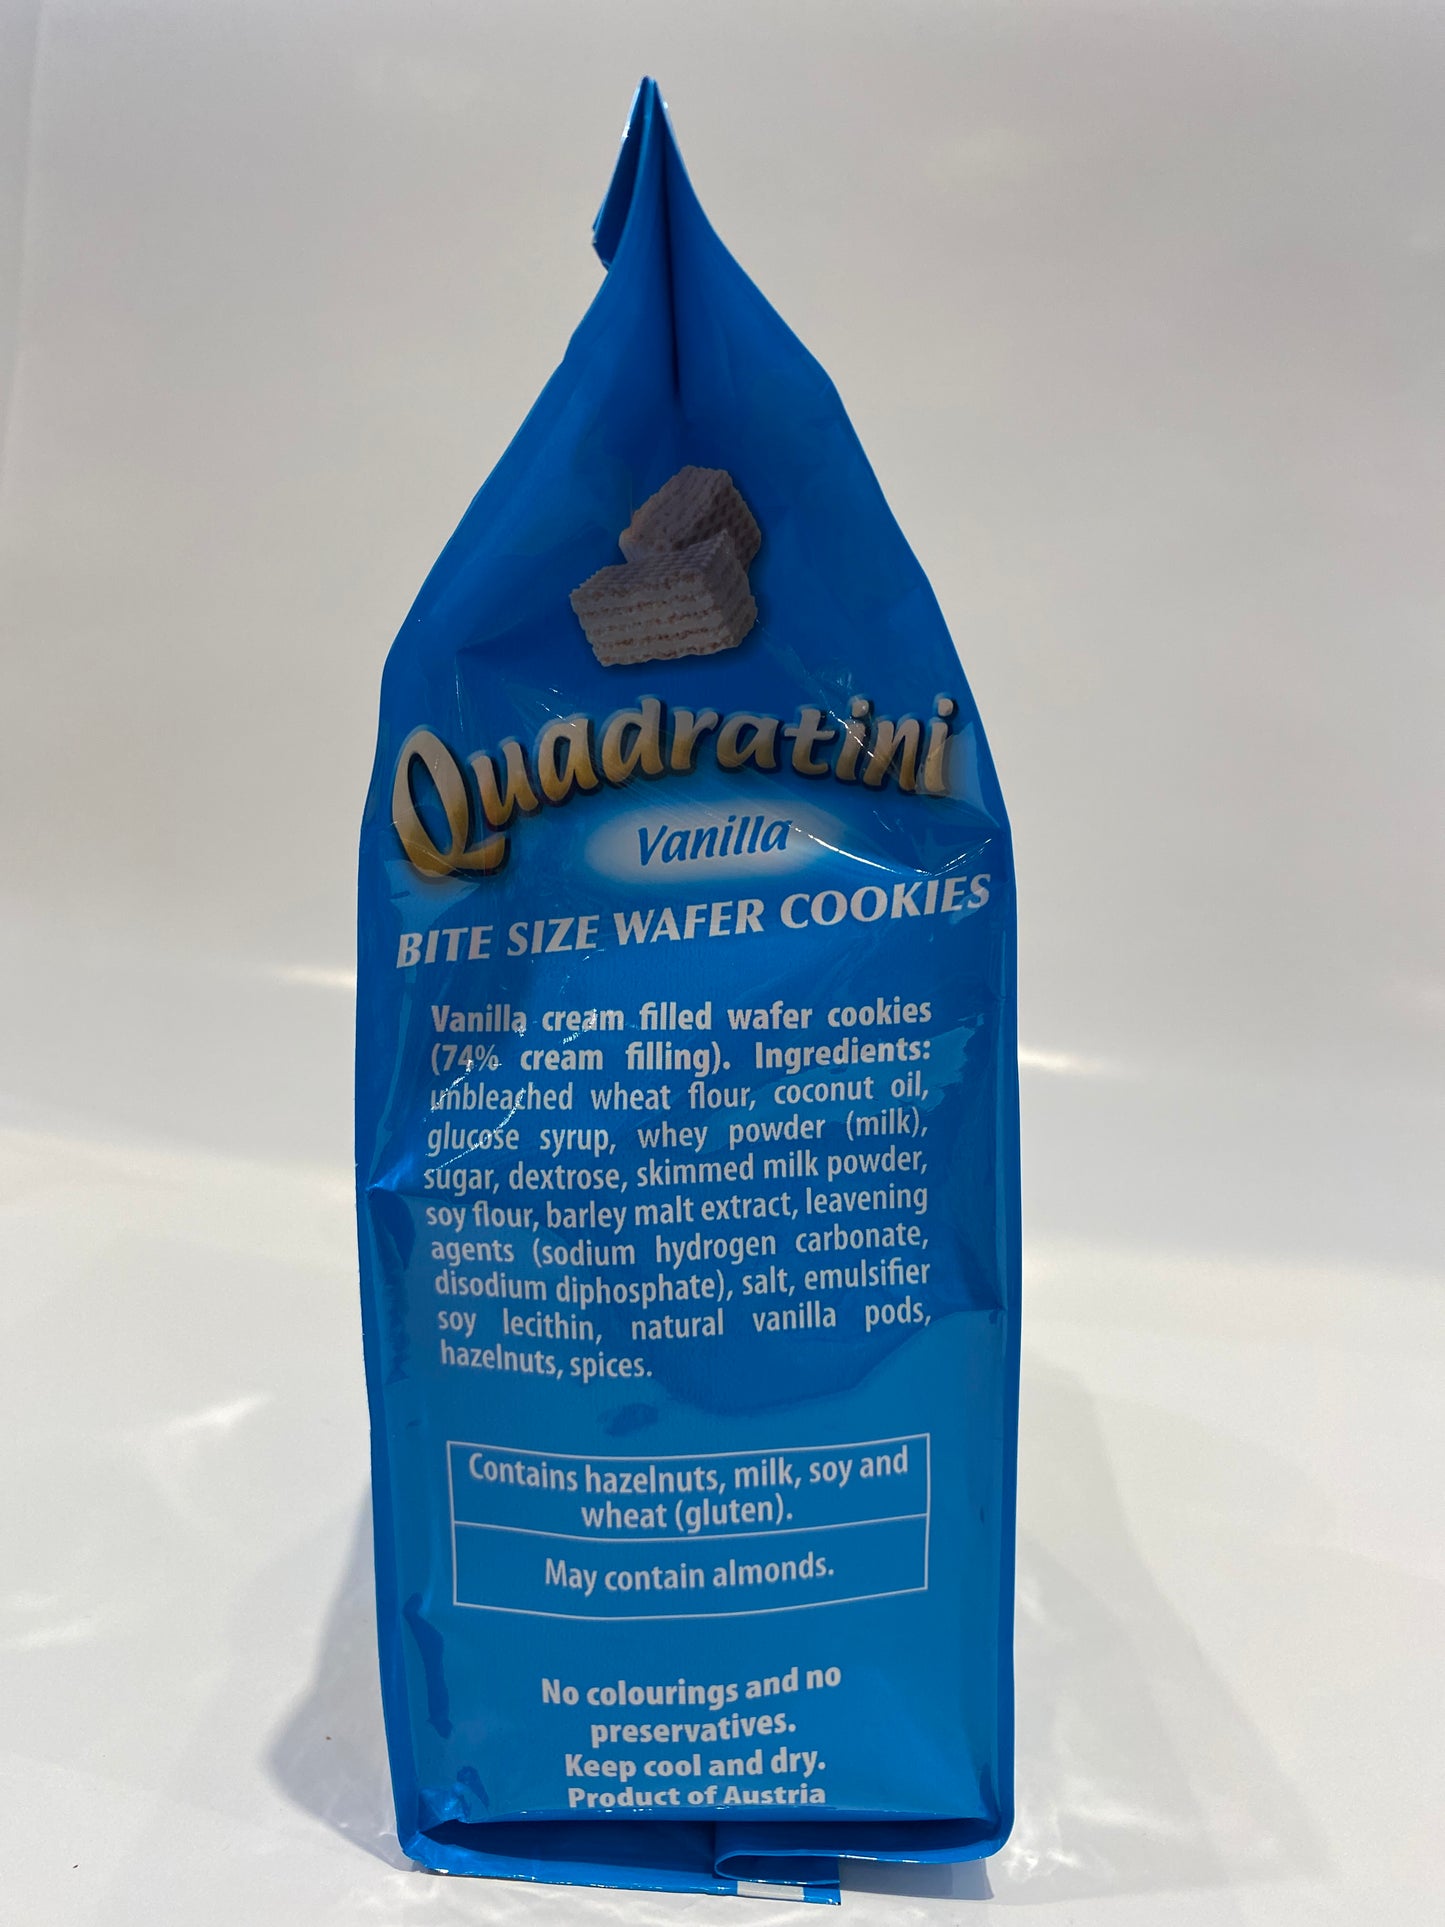 Quadratini
Vanilla
BITE SIZE WAFER COOKIES
Vanilla cream filled wafer cookies
(74% cream filling). Ingredients:
unbleached wheat flour, coconut oil,
glucose syrup, whey powder (milk),
sugar, dextrose, skimmed milk powder,
soy flour, barley malt extract, leavening
agents (sodium hydrogen carbonate,
disodium diphosphate), salt, emulsifier
soy lecithin, natural vanilla pods,
hazelnuts, spices.
Contains hazelnuts, milk, soy and
wheat (gluten).
May contain almonds.
No colourings and no
preservatives.
Keep cool and dry.
Product of Austria